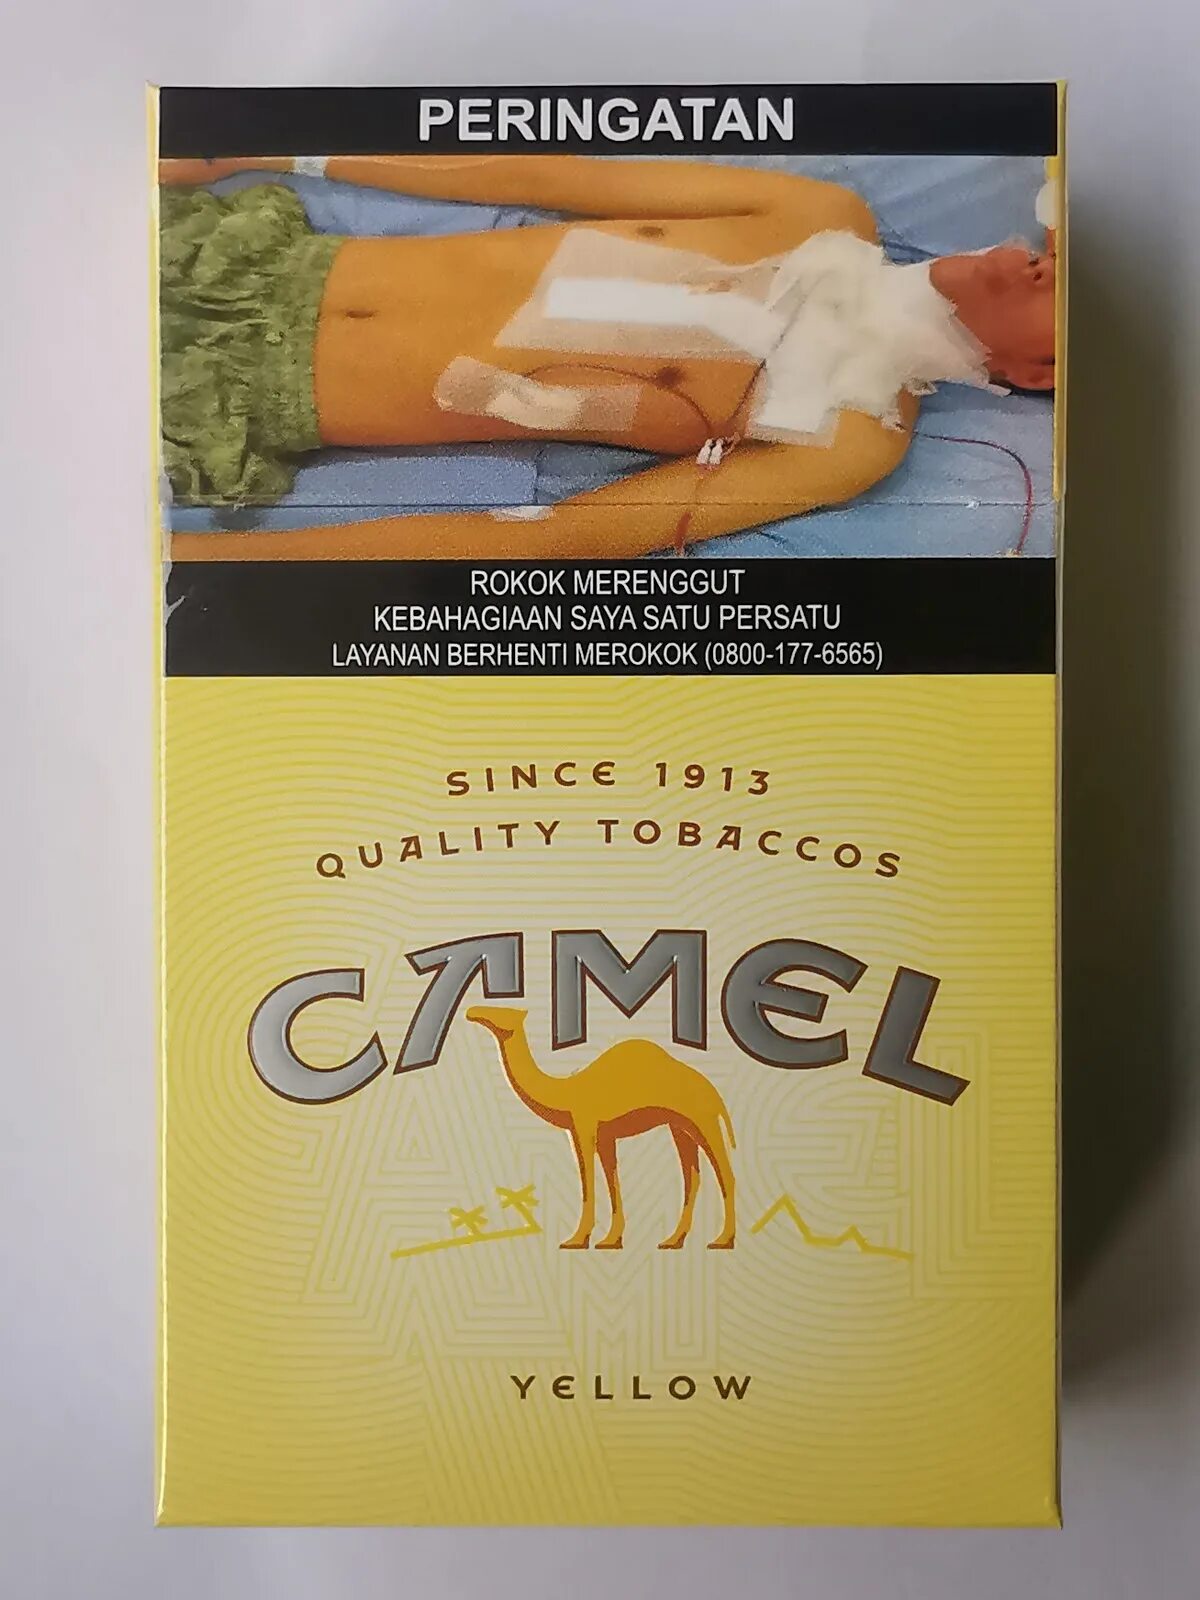 PERINGATAN
ROKOK MERENGGUT
KEBAHAGIAAN SAYA SATU PERSATU
LAYANAN BERHENTI MEROKOK (0800-177-6565)
SINCE 1913
QUALITY TOBACCOS
CAMEL
YELLOW